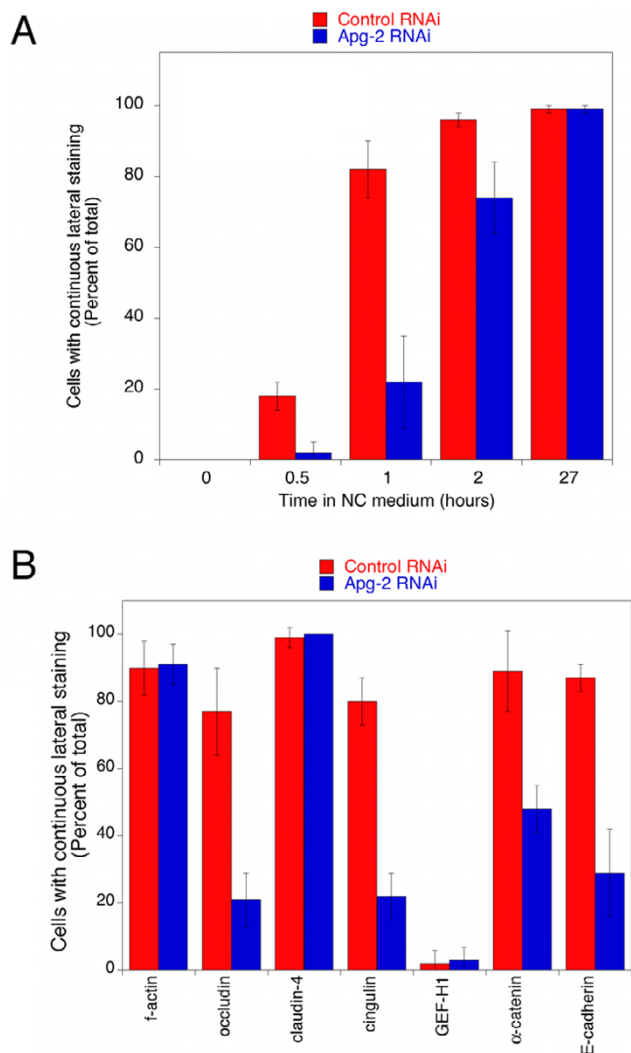 A
Control RNAi
Apg-2 RNAi
Cells with continuous lateral staining
(Percent of total)
100
80
60
40
20
0
0 0.5 1 2 27
Time in NC medium (hours)
B
Control RNAi
Apg-2 RNAi
Cells with continuous lateral staining
(Percent of total)
100
80
60
40
20
0
f-actin
occludin
claudin-4
cingulin
GEF-H1
α-catenin
E-cadherin